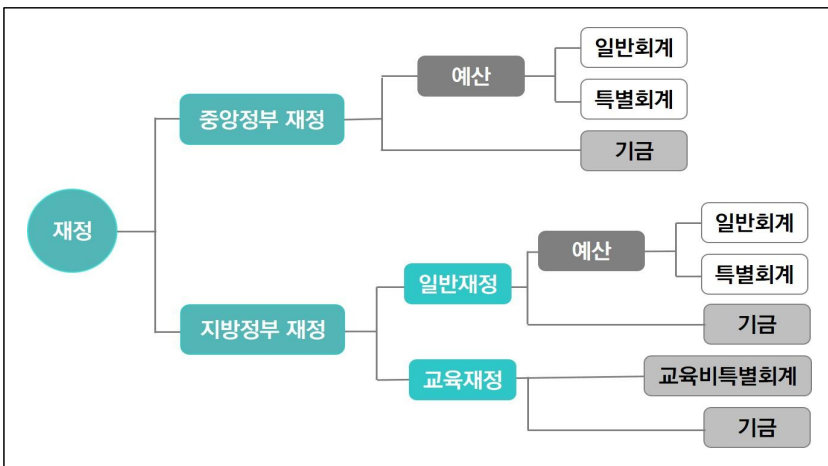 재정
중앙정부 재정
예산
일반회계
특별회계
기금
지방정부 재정
일반재정
예산
일반회계
특별회계
기금
교육재정
교육비특별회계
기금